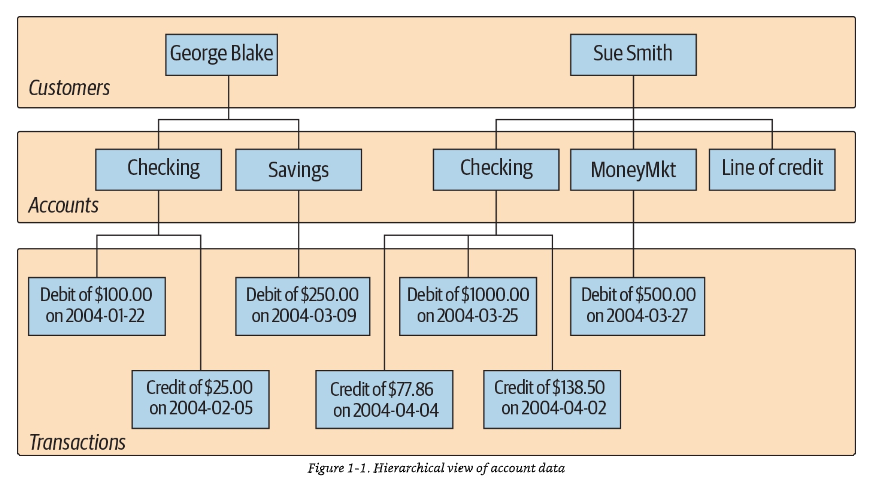 George Blake
Sue Smith
Customers
Checking
Savings
Checking
MoneyMkt
Line of credit
Accounts
Debit of $100.00
on 2004-01-22
Debit of $250.00
on 2004-03-09
Debit of $1000.00
on 2004-03-25
Debit of $500.00
on 2004-03-27
Credit of $25.00
on 2004-02-05
Credit of $77.86
on 2004-04-04
Credit of $138.50
on 2004-04-02
Transactions
Figure 1-1. Hierarchical view of account data